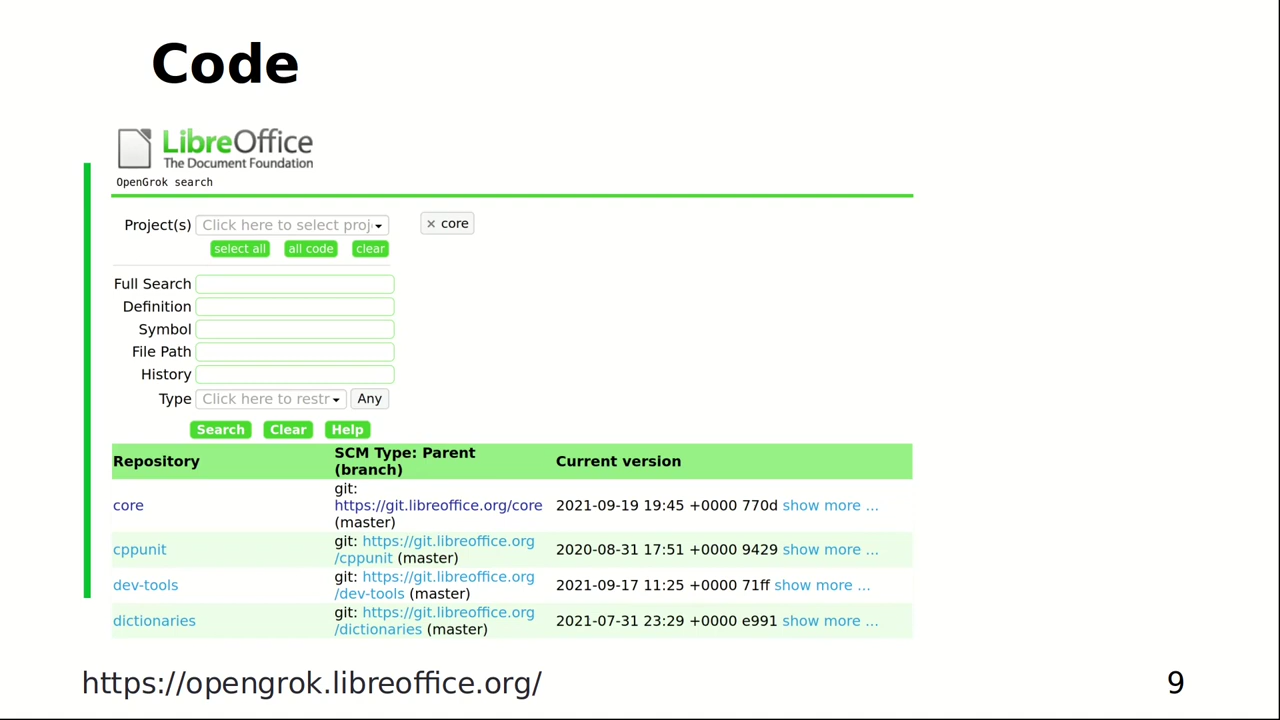 Code
LibreOffice
The Document Foundation
OpenGrok search
Project(s) Click here to select proj × core
select all all code clear
Full Search
Definition
Symbol
File Path
History
Type Click here to restr Any
Search Clear Help
Repository SCM Type: Parent (branch) Current version
core git: https://git.libreoffice.org/core (master) 2021-09-19 19:45 +0000 770d show more ...
cppunit git: https://git.libreoffice.org/cppunit (master) 2020-08-31 17:51 +0000 9429 show more ...
dev-tools git: https://git.libreoffice.org/dev-tools (master) 2021-09-17 11:25 +0000 71ff show more ...
dictionaries git: https://git.libreoffice.org/dictionaries (master) 2021-07-31 23:29 +0000 e991 show more ...
https://opengrok.libreoffice.org/ 9